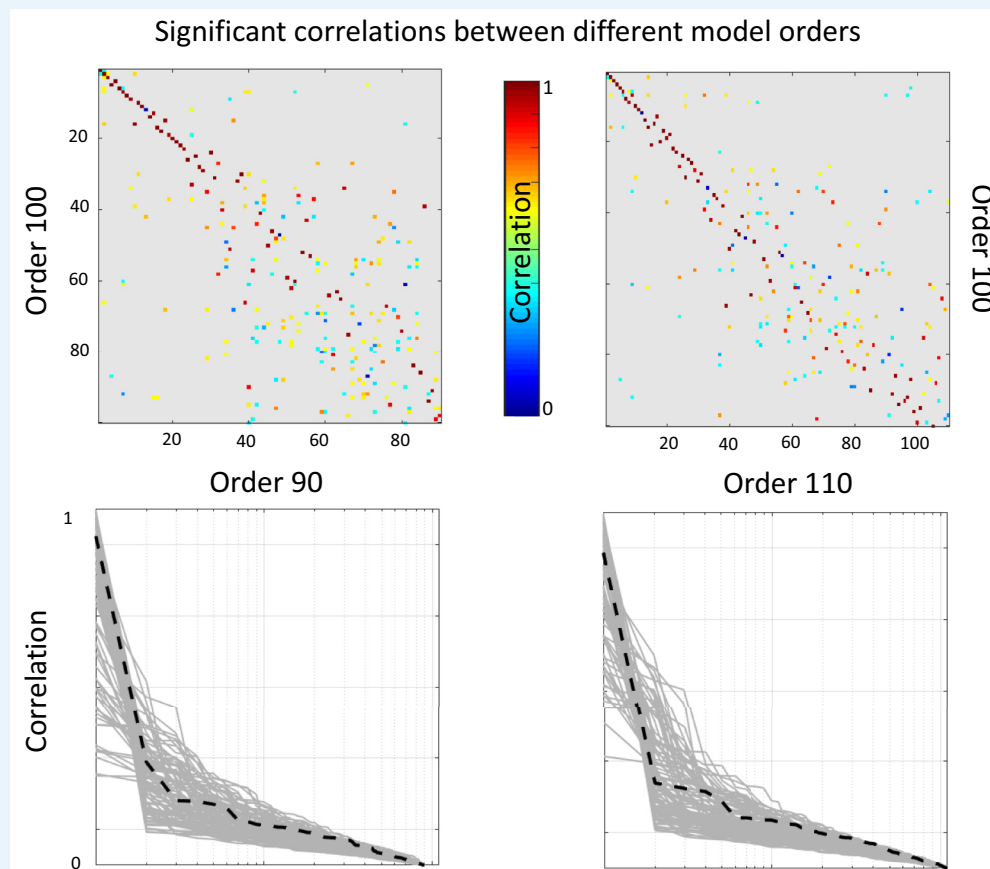 Significant correlations between different model orders
Order 100
20
40
60
80
20 40 60 80
Order 90
1
Correlation
0
Order 100
20 40 60 80 100
Order 110
Correlation
1
0